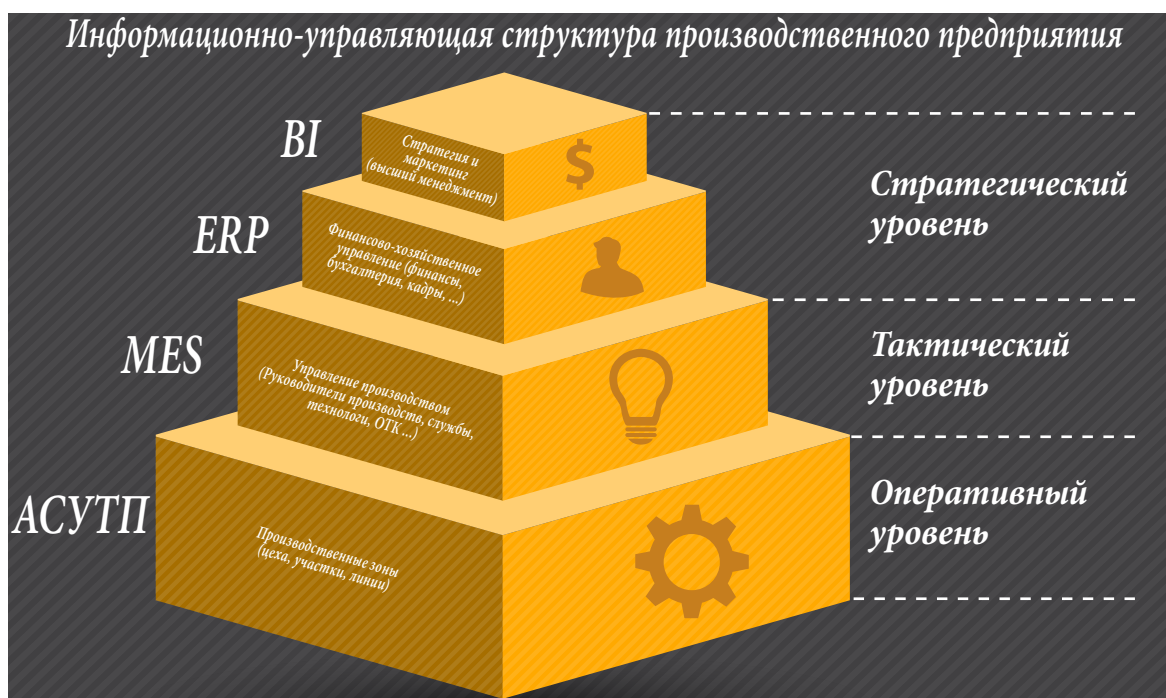 Информационно-управляющая структура производственного предприятия
BI
Стратегия и
маркетинг
(высший менеджмент)
$
ERP
Финансово-хозяйственное
управление (финансы,
бухгалтерия, кадры, ...)
Стратегический
уровень
MES
Управление производством
(Руководители производств, службы,
технологи, ОТК ...)
Тактический
уровень
АСУТП
Производственные зоны
(цеха, участки, линии)
Оперативный
уровень